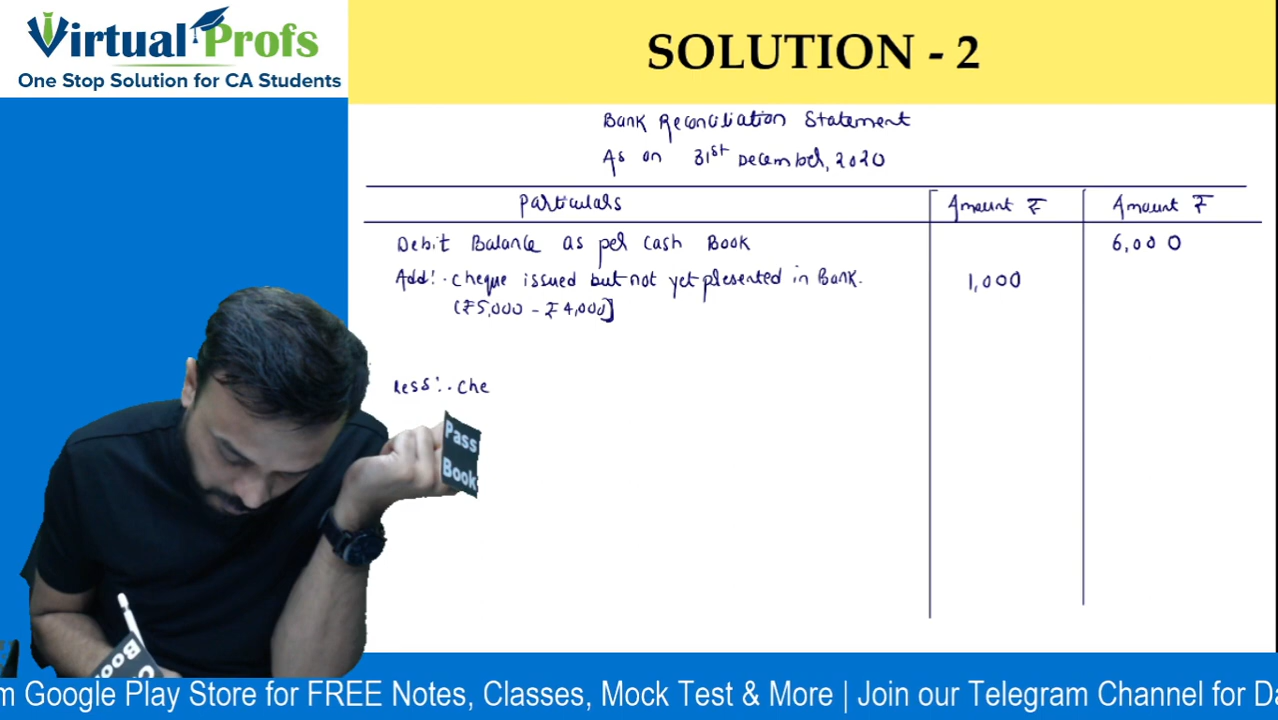 Virtual Profs
One Stop Solution for CA Students
SOLUTION - 2
Bank Reconciliation Statement
As on 31st December, 2020
Particulars Amount ₹ Amount ₹
Debit Balance as per Cash Book 6,000
Add:- cheque issued but not yet presented in Bank. 1,000
(₹5,000 - ₹4,000)
Less:- Che
Pass
Book
Book
m Google Play Store for FREE Notes, Classes, Mock Test & More | Join our Telegram Channel for Da